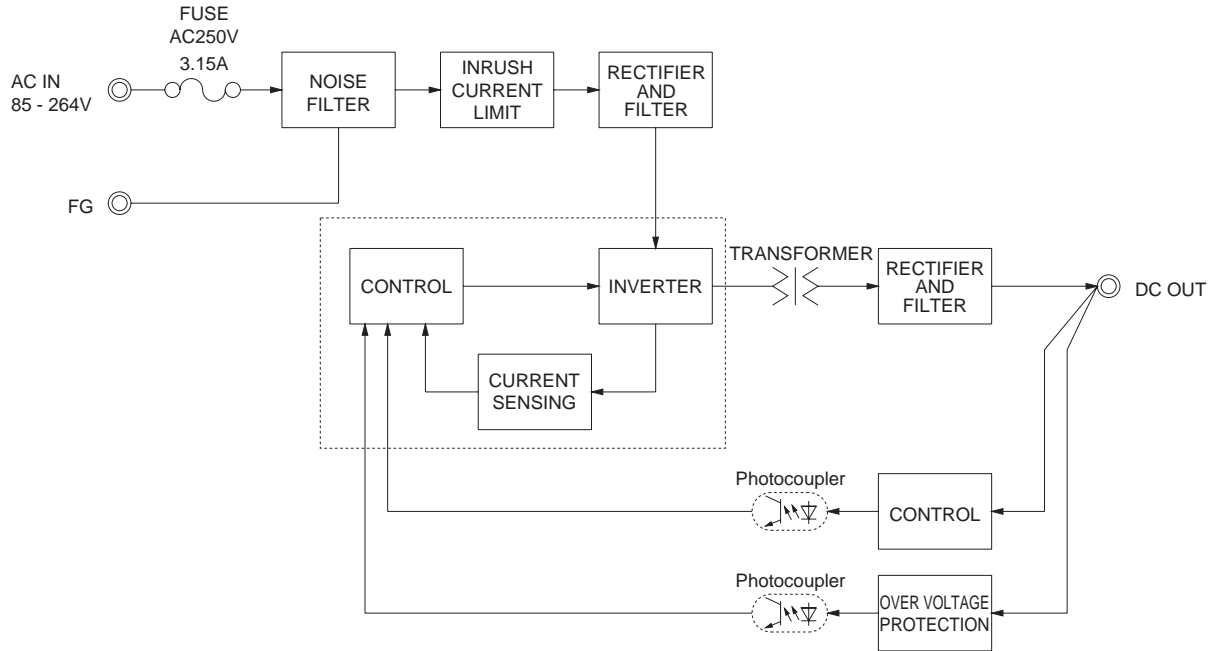 FUSE
AC250V
3.15A
AC IN
85 - 264V
NOISE
FILTER
INRUSH
CURRENT
LIMIT
RECTIFIER
AND
FILTER
FG
CONTROL
INVERTER
TRANSFORMER
RECTIFIER
AND
FILTER
DC OUT
CURRENT
SENSING
Photocoupler
CONTROL
Photocoupler
OVER VOLTAGE
PROTECTION